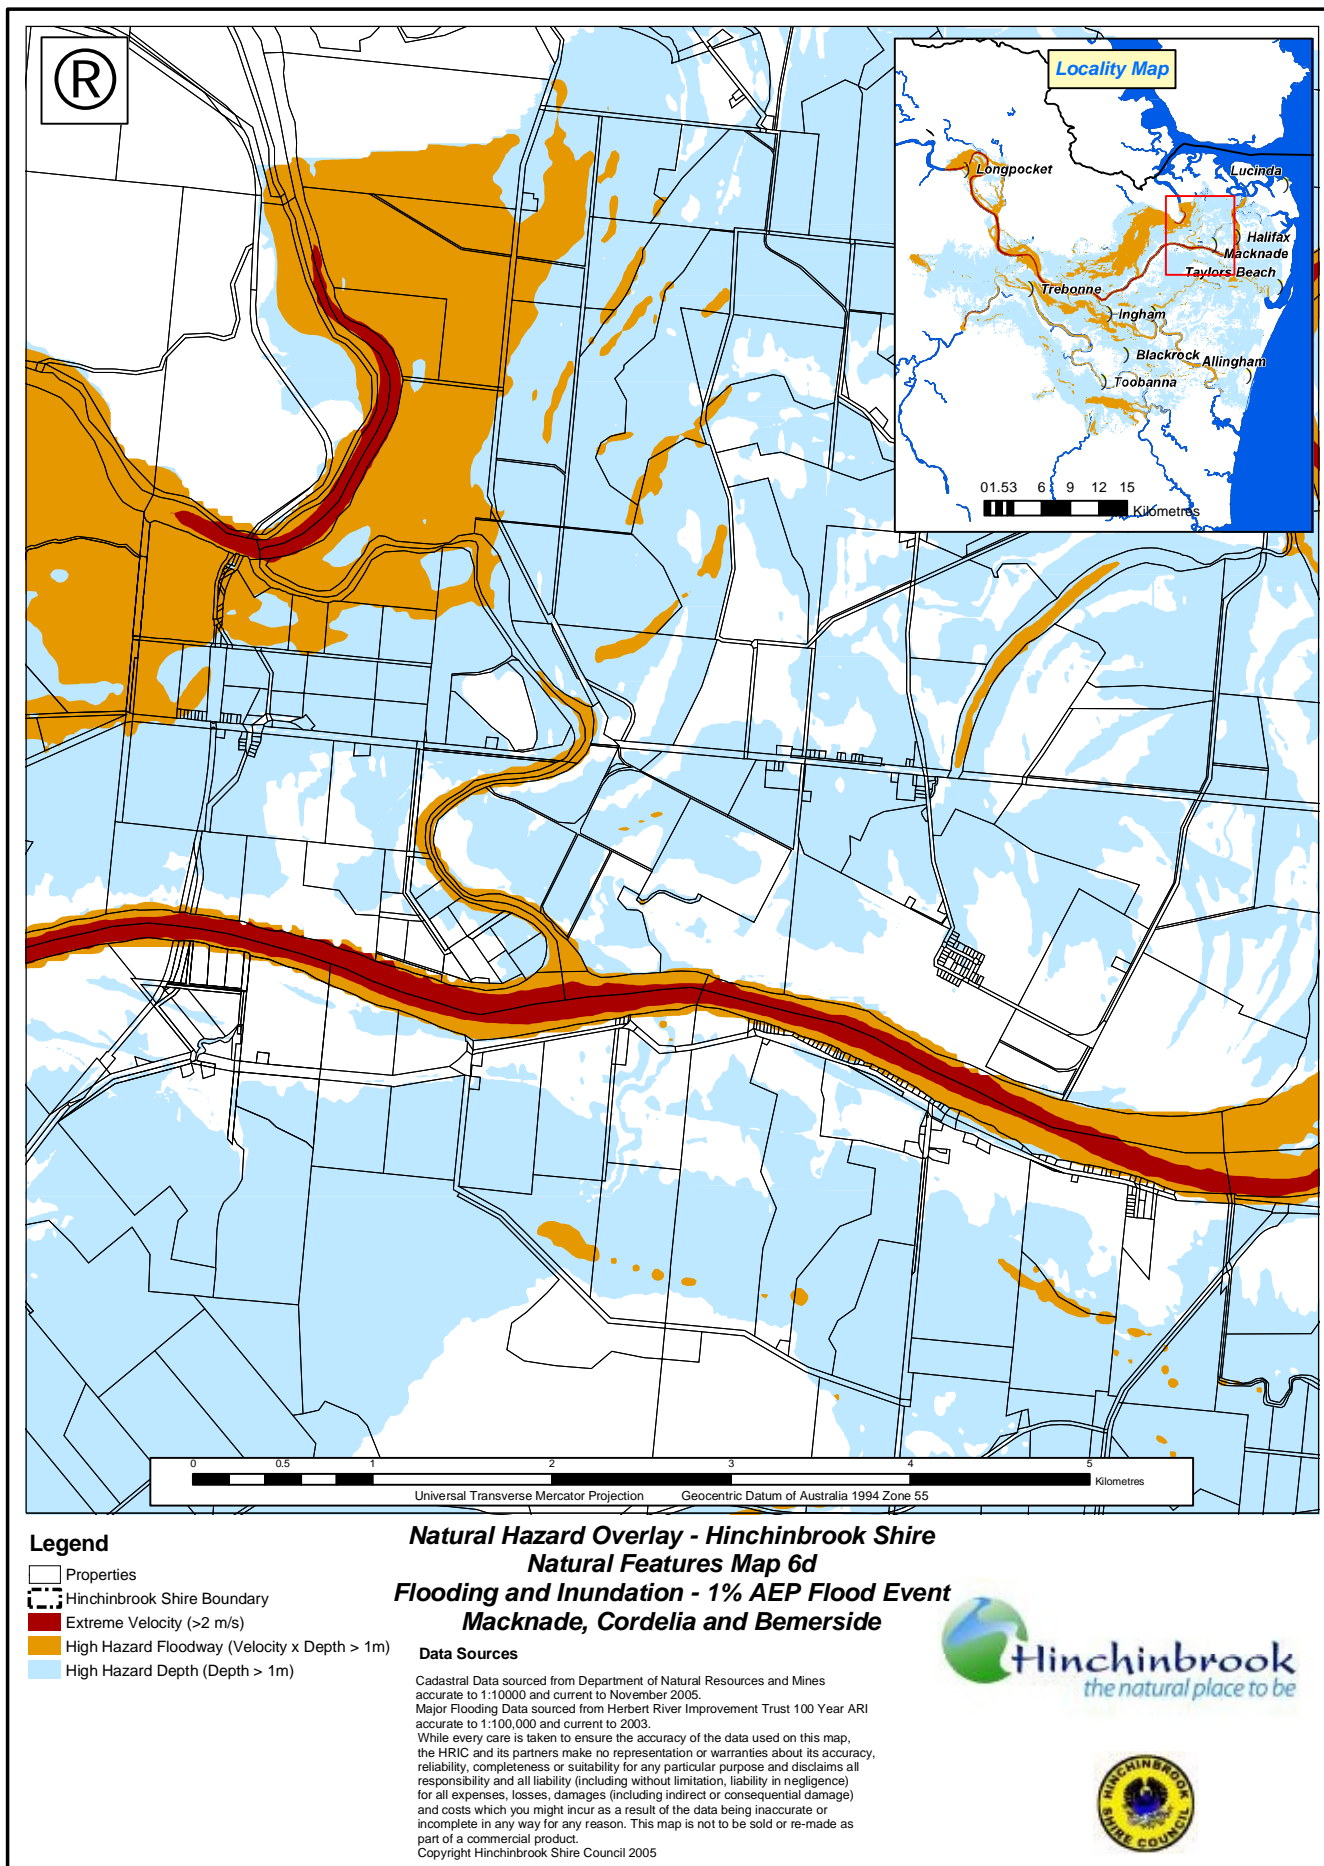 ®
Locality Map
Longpocket
Lucinda
Halifax
Macknade
Taylors Beach
Trebonne
Ingham
Blackrock
Allingham
Toobanna
0 1.5 3 6 9 12 15
Kilometres
0 0.5 1 2 3 4 5
Kilometres
Universal Transverse Mercator Projection Geocentric Datum of Australia 1994 Zone 55
Legend
Properties
Hinchinbrook Shire Boundary
Extreme Velocity (>2 m/s)
High Hazard Floodway (Velocity x Depth > 1m)
High Hazard Depth (Depth > 1m)
Natural Hazard Overlay - Hinchinbrook Shire
Natural Features Map 6d
Flooding and Inundation - 1% AEP Flood Event
Macknade, Cordelia and Bemerside
Data Sources
Cadastral Data sourced from Department of Natural Resources and Mines
accurate to 1:10000 and current to November 2005.
Major Flooding Data sourced from Herbert River Improvement Trust 100 Year ARI
accurate to 1:100,000 and current to 2003.
While every care is taken to ensure the accuracy of the data used on this map,
the HRIC and its partners make no representation or warranties about its accuracy,
reliability, completeness or suitability for any particular purpose and disclaims all
responsibility and all liability (including without limitation, liability in negligence)
for all expenses, losses, damages (including indirect or consequential damage)
and costs which you might incur as a result of the data being inaccurate or
incomplete in any way for any reason. This map is not to be sold or re-made as
part of a commercial product.
Copyright Hinchinbrook Shire Council 2005
Hinchinbrook
the natural place to be
HINCHINBROOK
SHIRE COUNCIL